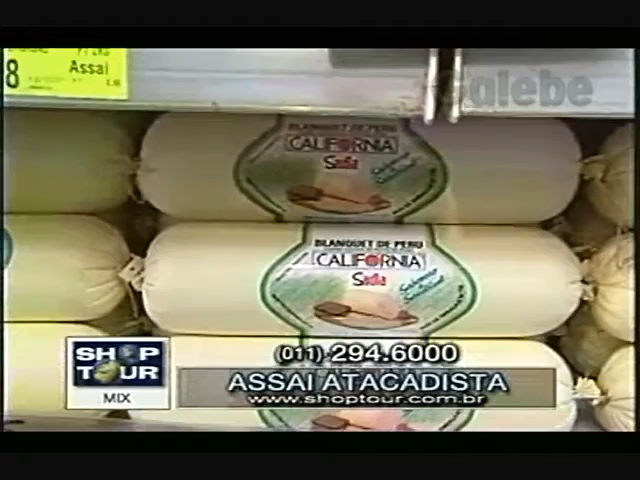 8
Assai
alebe
BLANQUET DE PERU
CALIFORNIA
Sadia
BLANQUET DE PERU
CALIFORNIA
Sadia
SHOP
TOUR
MIX
(011) 294.6000
ASSAI ATACADISTA
www.shoptour.com.br